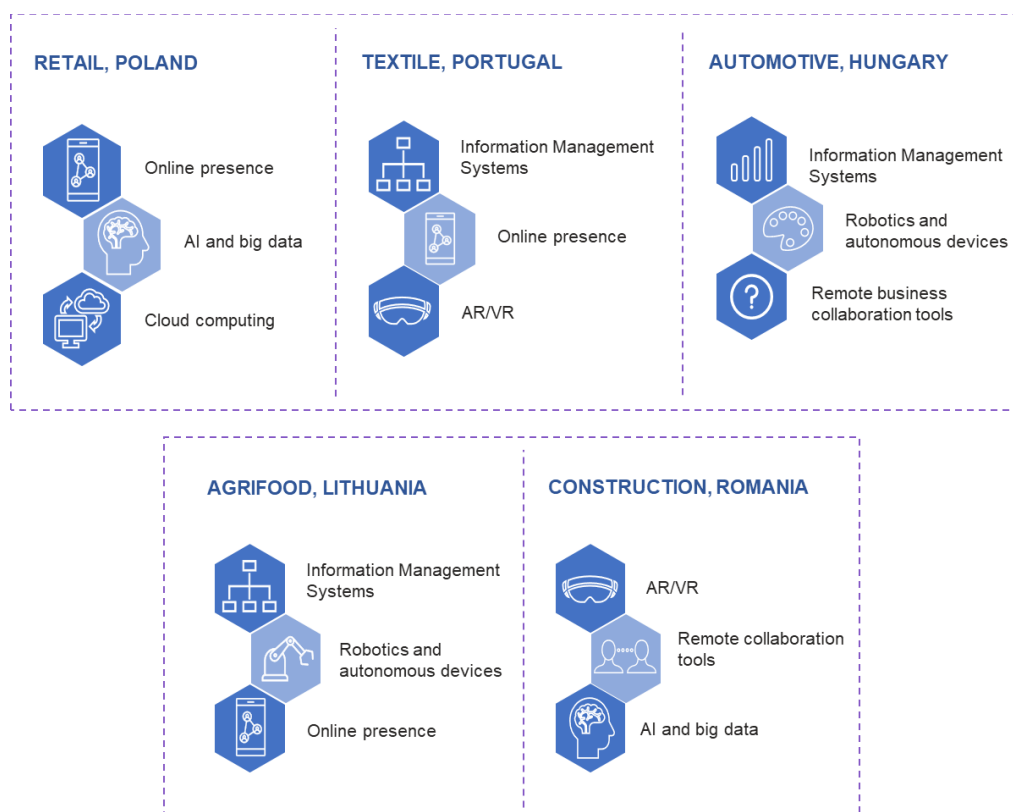 RETAIL, POLAND
Online presence
AI and big data
Cloud computing
TEXTILE, PORTUGAL
Information Management
Systems
Online presence
AR/VR
AUTOMOTIVE, HUNGARY
Information Management
Systems
Robotics and
autonomous devices
?
Remote business
collaboration tools
AGRIFOOD, LITHUANIA
Information Management
Systems
Robotics and
autonomous devices
Online presence
CONSTRUCTION, ROMANIA
AR/VR
Remote collaboration
tools
AI and big data